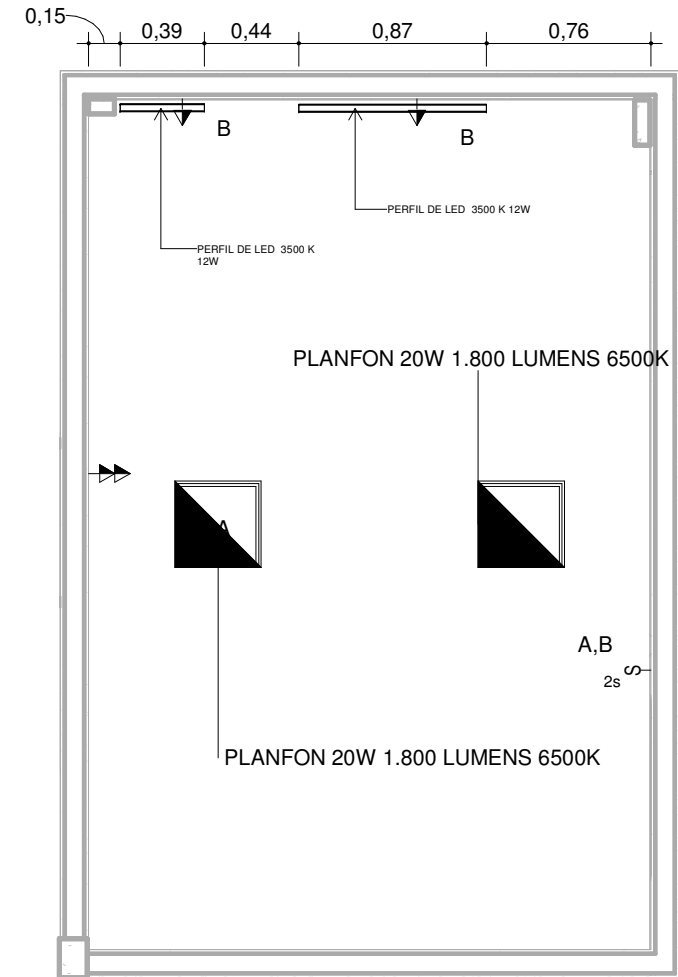 0,15
0,39 0,44 0,87 0,76
B
B
PERFIL DE LED 3500 K 12W
PERFIL DE LED 3500 K
12W
PLANFON 20W 1.800 LUMENS 6500K
A
A,B
2s
PLANFON 20W 1.800 LUMENS 6500K